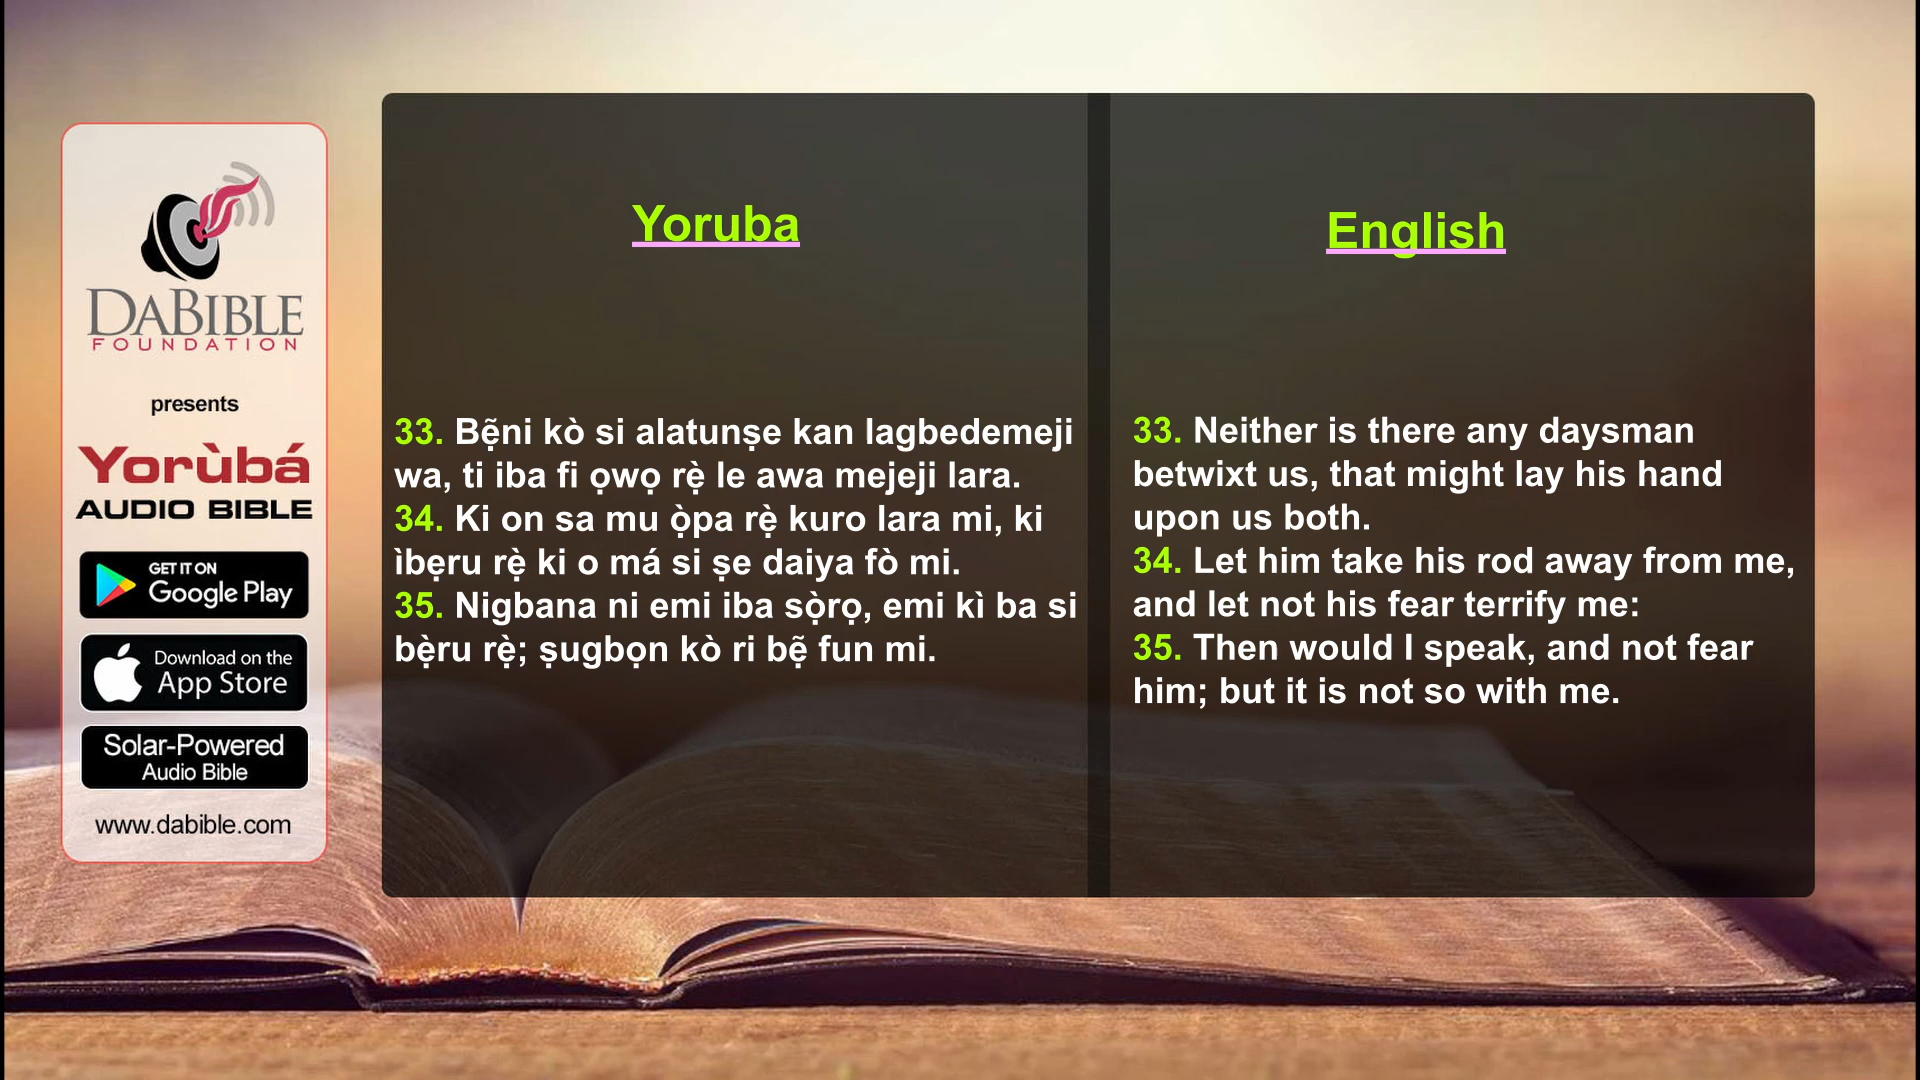 DABIBLE
FOUNDATION
presents
Yorùbá
AUDIO BIBLE
GET IT ON
Google Play
Download on the
App Store
Solar-Powered
Audio Bible
www.dabible.com
Yoruba
33. Bẹ̃ni kò si alatunṣe kan lagbedemeji
wa, ti iba fi ọwọ rẹ̀ le awa mejeji lara.
34. Ki on sa mu ọ̀pa rẹ̀ kuro lara mi, ki
ìbẹru rẹ̀ ki o má si ṣe daiya fò mi.
35. Nigbana ni emi iba sọ̀rọ, emi kì ba si
bẹ̀ru rẹ̀; ṣugbọn kò ri bẹ̃ fun mi.
English
33. Neither is there any daysman
betwixt us, that might lay his hand
upon us both.
34. Let him take his rod away from me,
and let not his fear terrify me:
35. Then would I speak, and not fear
him; but it is not so with me.